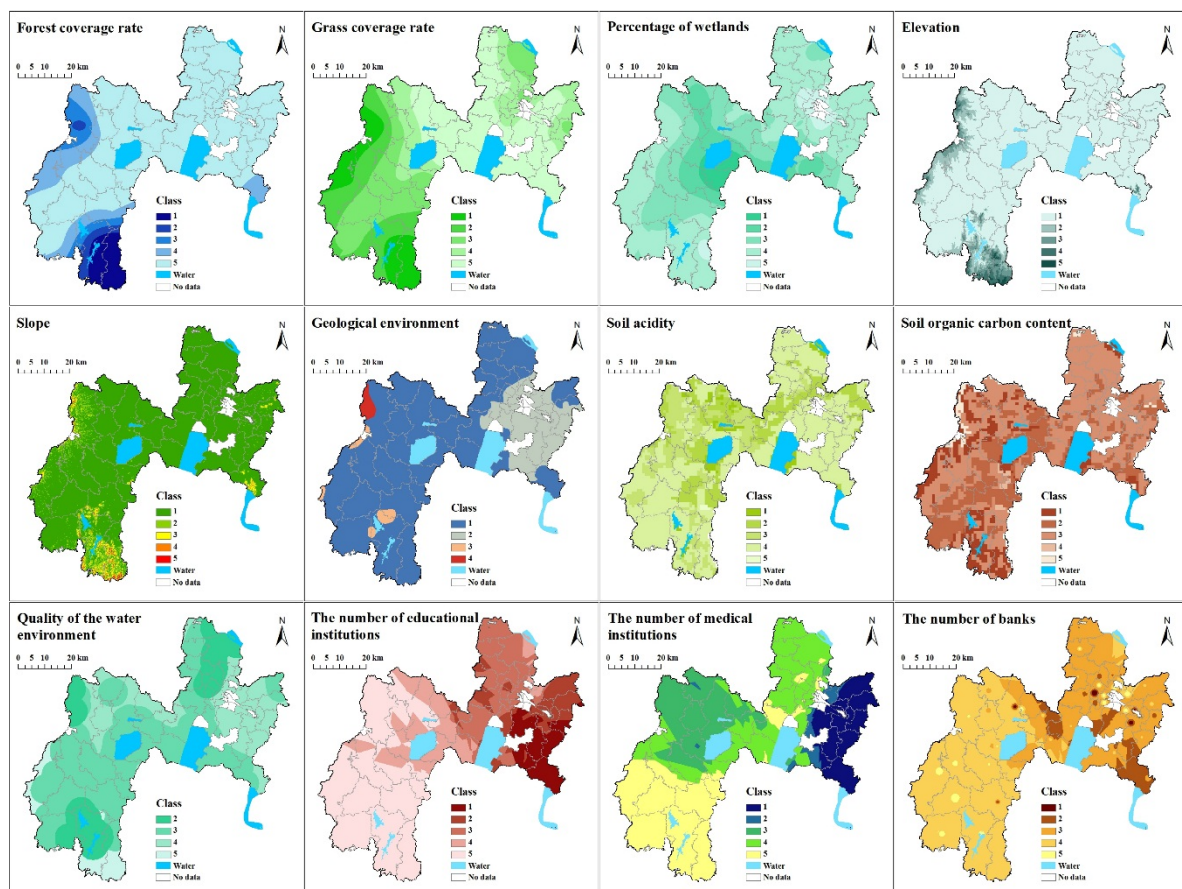 Forest coverage rate
N
0 5 10 20 km
Class
1
2
3
4
5
Water
No data
Grass coverage rate
N
0 5 10 20 km
Class
1
2
3
4
5
Water
No data
Percentage of wetlands
N
0 5 10 20 km
Class
1
2
3
4
5
Water
No data
Elevation
N
0 5 10 20 km
Class
1
2
3
4
5
Water
No data
Slope
N
0 5 10 20 km
Class
1
2
3
4
5
Water
No data
Geological environment
N
0 5 10 20 km
Class
1
2
3
4
Water
No data
Soil acidity
N
0 5 10 20 km
Class
1
2
3
4
5
Water
No data
Soil organic carbon content
N
0 5 10 20 km
Class
1
2
3
4
5
Water
No data
Quality of the water
environment
N
0 5 10 20 km
Class
2
3
4
5
Water
No data
The number of educational
institutions
N
0 5 10 20 km
Class
1
2
3
4
5
Water
No data
The number of medical
institutions
N
0 5 10 20 km
Class
1
2
3
4
5
Water
No data
The number of banks
N
0 5 10 20 km
Class
1
2
3
4
5
Water
No data